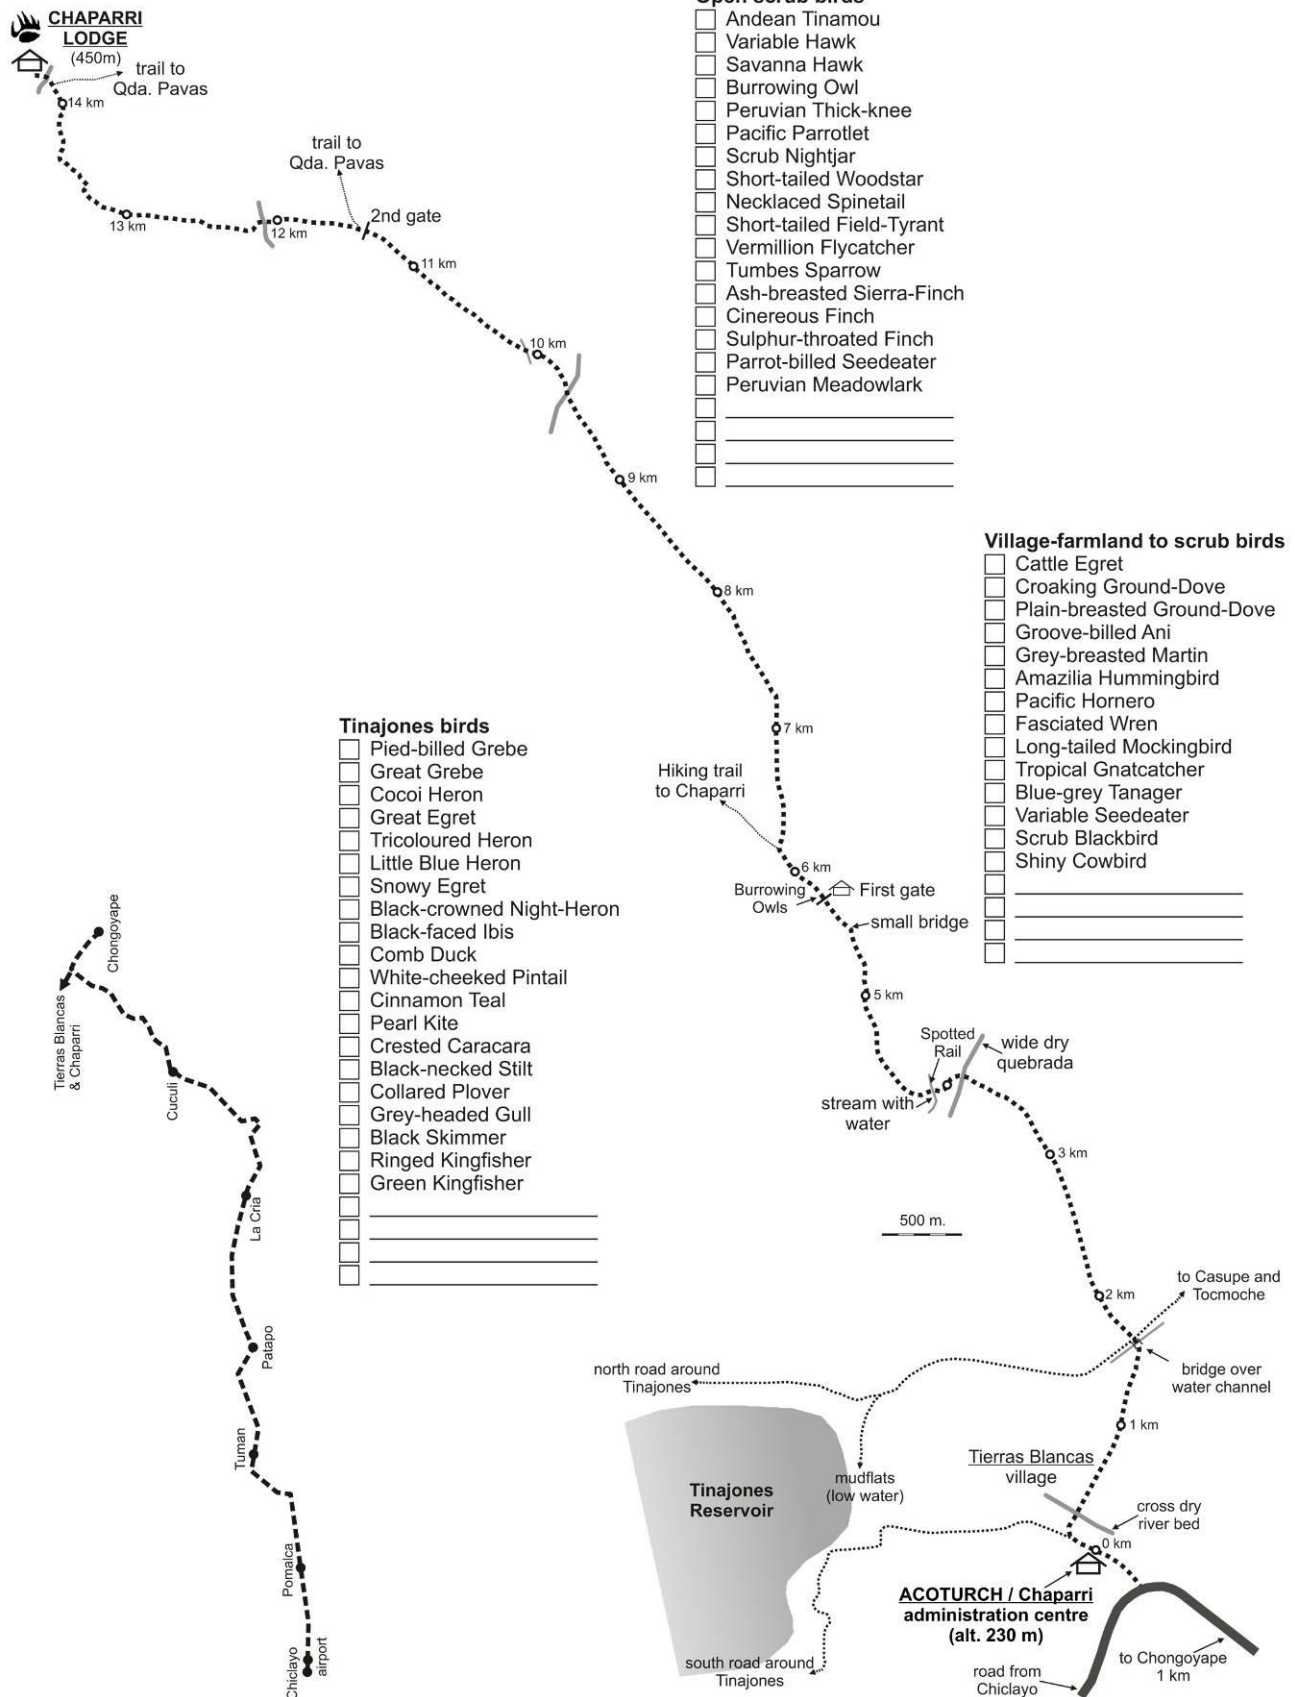 CHAPARRI
LODGE
(450m)
trail to
Qda. Pavas
14 km
13 km
12 km
trail to
Qda. Pavas
2nd gate
11 km
10 km
9 km
8 km
7 km
Hiking trail
to Chaparri
6 km
Burrowing
Owls
First gate
small bridge
5 km
Spotted
Rail
wide dry
quebrada
stream with
water
3 km
500 m.
2 km
to Casupe and
Tocmoche
bridge over
water channel
north road around
Tinajones
1 km
Tierras Blancas
village
mudflats
(low water)
Tinajones
Reservoir
cross dry
river bed
0 km
ACOTURCH / Chaparri
administration centre
(alt. 230 m)
south road around
Tinajones
road from
Chiclayo
to Chongoyape
1 km
Open scrub birds
Andean Tinamou
Variable Hawk
Savanna Hawk
Burrowing Owl
Peruvian Thick-knee
Pacific Parrotlet
Scrub Nightjar
Short-tailed Woodstar
Necklaced Spinetail
Short-tailed Field-Tyrant
Vermillion Flycatcher
Tumbes Sparrow
Ash-breasted Sierra-Finch
Cinereous Finch
Sulphur-throated Finch
Parrot-billed Seedeater
Peruvian Meadowlark
Village-farmland to scrub birds
Cattle Egret
Croaking Ground-Dove
Plain-breasted Ground-Dove
Groove-billed Ani
Grey-breasted Martin
Amazilia Hummingbird
Pacific Hornero
Fasciated Wren
Long-tailed Mockingbird
Tropical Gnatcatcher
Blue-grey Tanager
Variable Seedeater
Scrub Blackbird
Shiny Cowbird
Tinajones birds
Pied-billed Grebe
Great Grebe
Cocoi Heron
Great Egret
Tricoloured Heron
Little Blue Heron
Snowy Egret
Black-crowned Night-Heron
Black-faced Ibis
Comb Duck
White-cheeked Pintail
Cinnamon Teal
Pearl Kite
Crested Caracara
Black-necked Stilt
Collared Plover
Grey-headed Gull
Black Skimmer
Ringed Kingfisher
Green Kingfisher
Chongoyape
Tierras Blancas
& Chaparri
Cuculi
La Cria
Patapo
Tuman
Pomalca
Chiclayo
airport